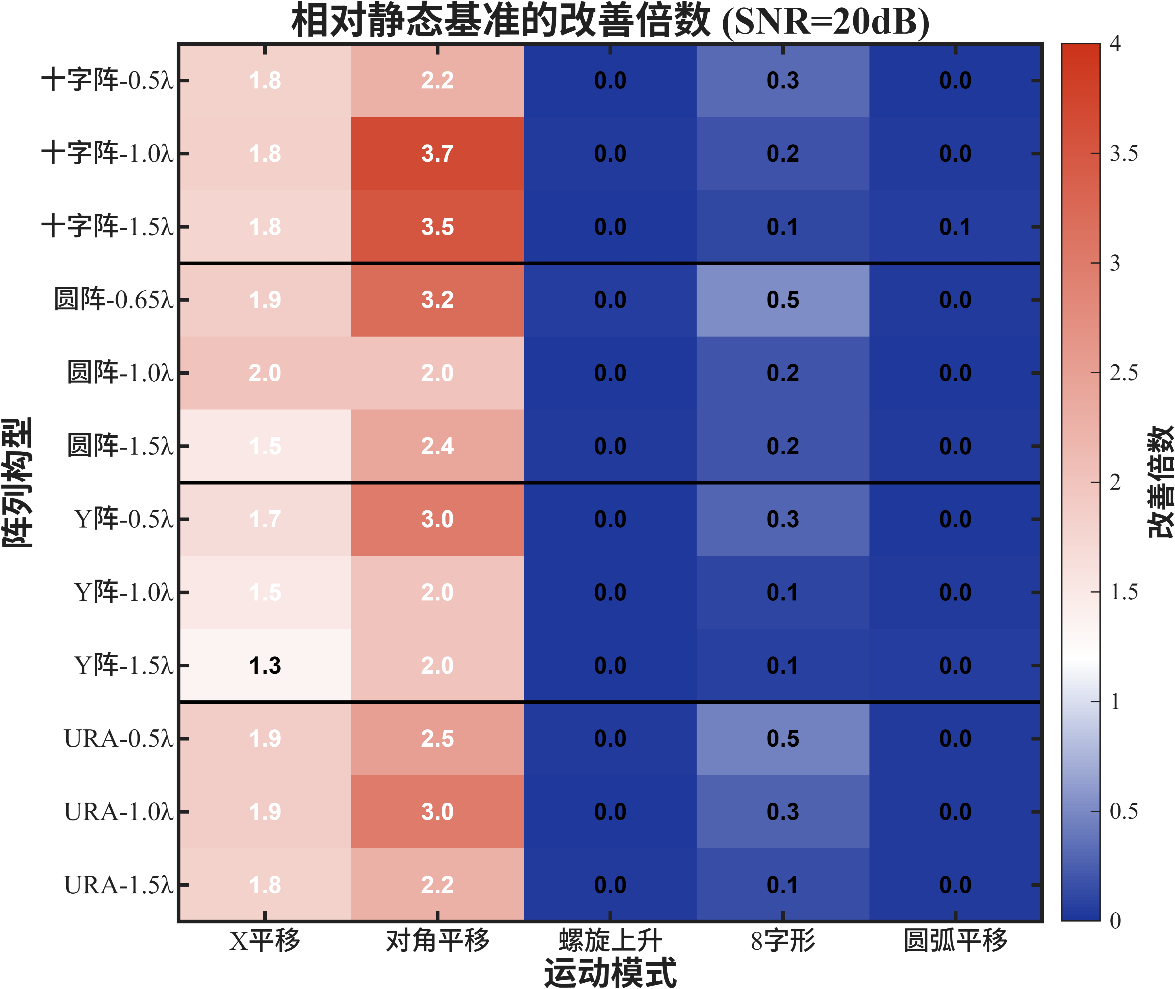 相对静态基准的改善倍数 (SNR=20dB)
阵列构型
十字阵-0.5λ 1.8 2.2 0.0 0.3 0.0
十字阵-1.0λ 1.8 3.7 0.0 0.2 0.0
十字阵-1.5λ 1.8 3.5 0.0 0.1 0.1
圆阵-0.65λ 1.9 3.2 0.0 0.5 0.0
圆阵-1.0λ 2.0 2.0 0.0 0.2 0.0
圆阵-1.5λ 1.5 2.4 0.0 0.2 0.0
Y阵-0.5λ 1.7 3.0 0.0 0.3 0.0
Y阵-1.0λ 1.5 2.0 0.0 0.1 0.0
Y阵-1.5λ 1.3 2.0 0.0 0.1 0.0
URA-0.5λ 1.9 2.5 0.0 0.5 0.0
URA-1.0λ 1.9 3.0 0.0 0.3 0.0
URA-1.5λ 1.8 2.2 0.0 0.1 0.0
X平移 对角平移 螺旋上升 8字形 圆弧平移
运动模式
4
3.5
3
2.5
2
1.5
1
0.5
0
改善倍数